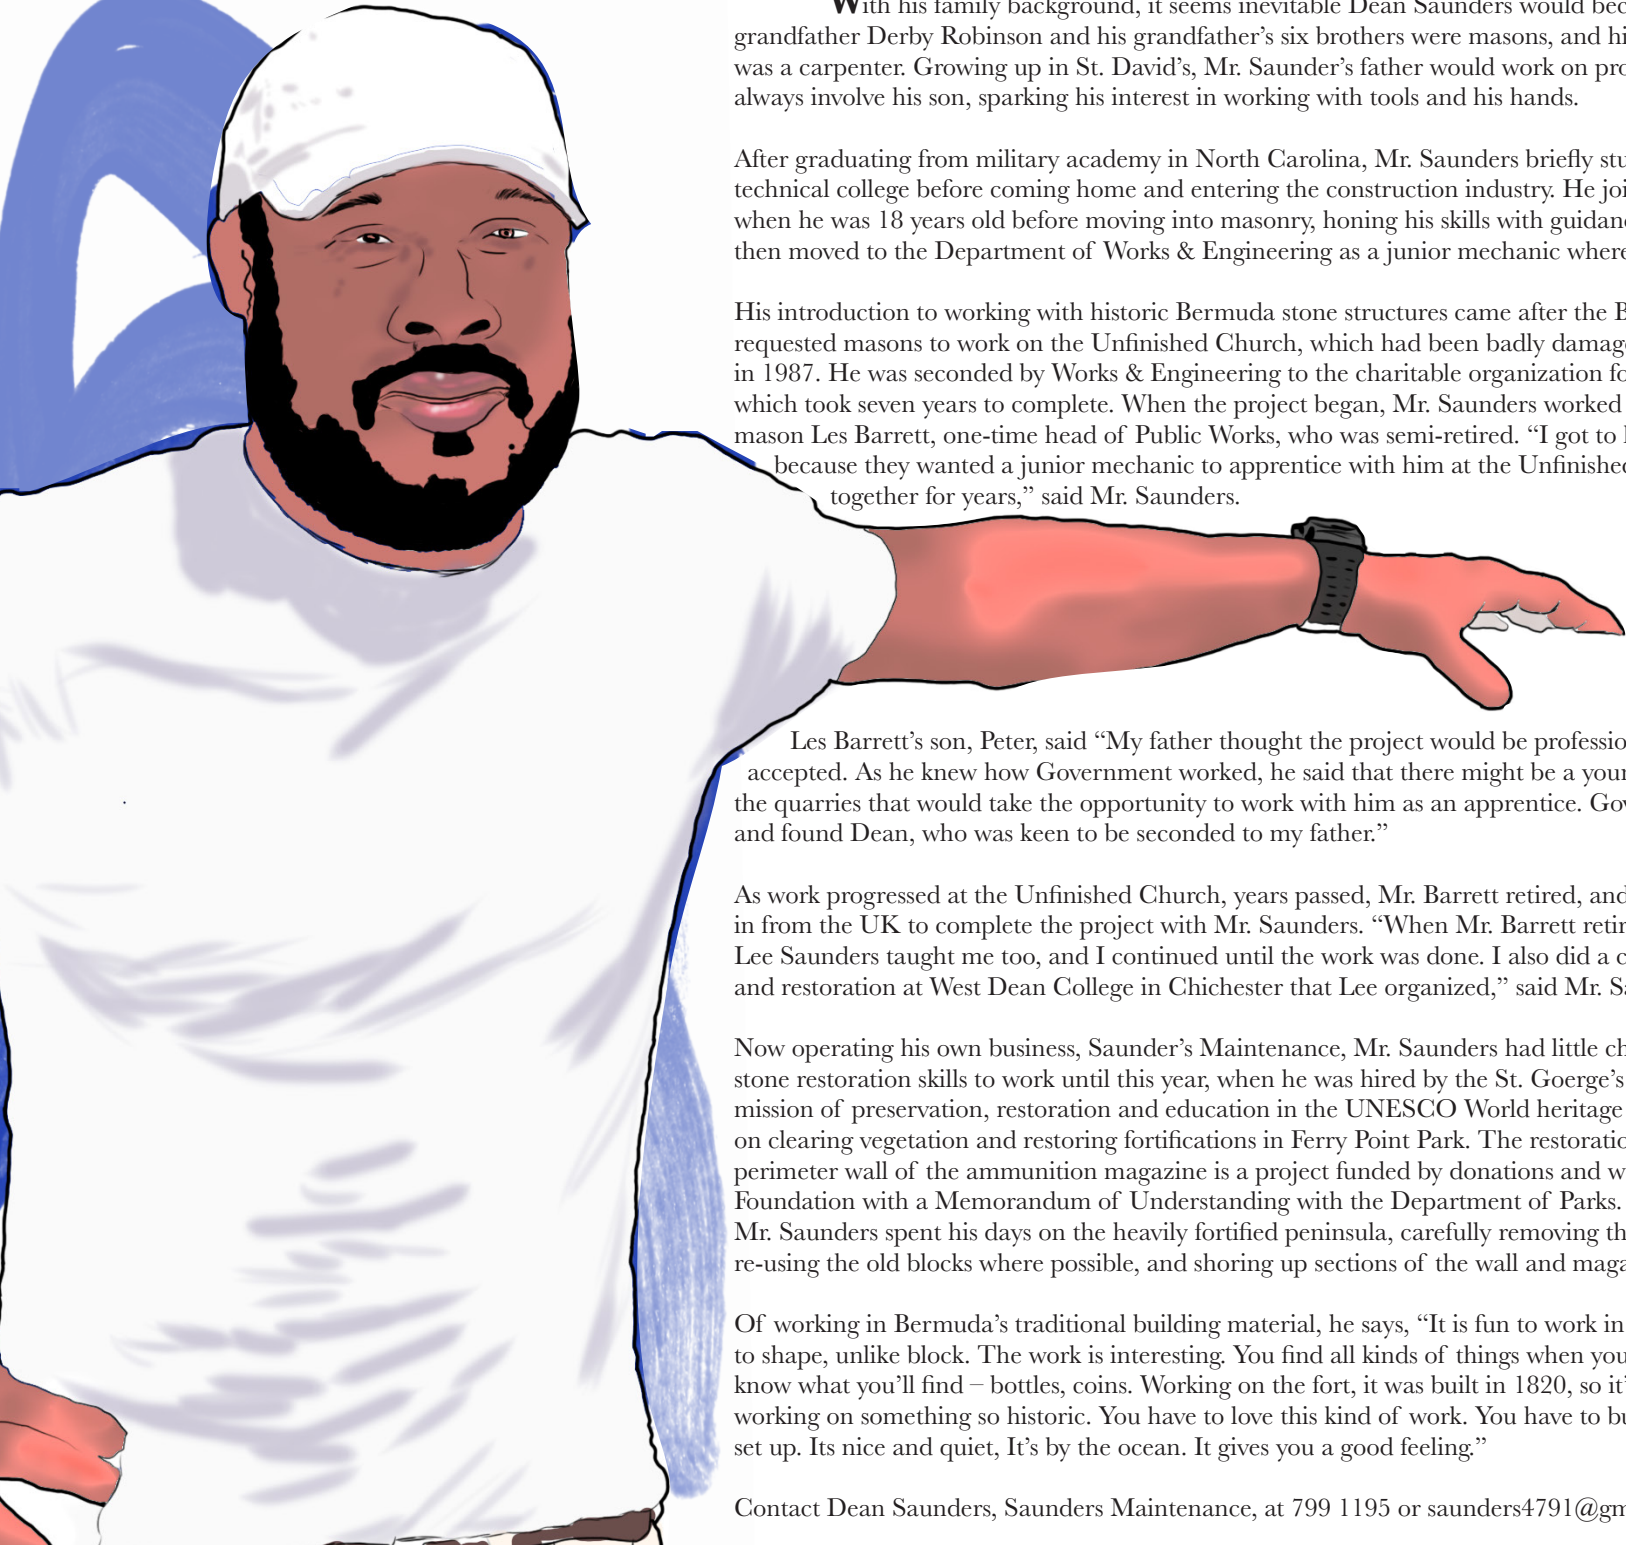 With his family background, it seems inevitable Dean Saunders would
grandfather Derby Robinson and his grandfather’s six brothers were masons, and
was a carpenter. Growing up in St. David’s, Mr. Saunder’s father would work on
always involve his son, sparking his interest in working with tools and his hands.
After graduating from military academy in North Carolina, Mr. Saunders briefly
technical college before coming home and entering the construction industry. He
when he was 18 years old before moving into masonry, honing his skills with
then moved to the Department of Works & Engineering as a junior mechanic where
His introduction to working with historic Bermuda stone structures came after the
requested masons to work on the Unfinished Church, which had been badly
in 1987. He was seconded by Works & Engineering to the charitable organization
which took seven years to complete. When the project began, Mr. Saunders worked
mason Les Barrett, one-time head of Public Works, who was semi-retired. “I got to
because they wanted a junior mechanic to apprentice with him at the Unfinished
together for years,” said Mr. Saunders.
Les Barrett’s son, Peter, said “My father thought the project would be
accepted. As he knew how Government worked, he said that there might be a
the quarries that would take the opportunity to work with him as an apprentice.
and found Dean, who was keen to be seconded to my father.”
As work progressed at the Unfinished Church, years passed, Mr. Barrett retired, and
in from the UK to complete the project with Mr. Saunders. “When Mr. Barrett
Lee Saunders taught me too, and I continued until the work was done. I also did a
and restoration at West Dean College in Chichester that Lee organized,” said Mr.
Now operating his own business, Saunder’s Maintenance, Mr. Saunders had little
stone restoration skills to work until this year, when he was hired by the St. Goerge’s
mission of preservation, restoration and education in the UNESCO World heritage
on clearing vegetation and restoring fortifications in Ferry Point Park. The
perimeter wall of the ammunition magazine is a project funded by donations and
Foundation with a Memorandum of Understanding with the Department of Parks.
Mr. Saunders spent his days on the heavily fortified peninsula, carefully removing
re-using the old blocks where possible, and shoring up sections of the wall and
Of working in Bermuda’s traditional building material, he says, “It is fun to work in
to shape, unlike block. The work is interesting. You find all kinds of things when you
know what you’ll find – bottles, coins. Working on the fort, it was built in 1820, so
working on something so historic. You have to love this kind of work. You have to
set up. Its nice and quiet, It’s by the ocean. It gives you a good feeling.”
Contact Dean Saunders, Saunders Maintenance, at 799 1195 or saunders4791@gm